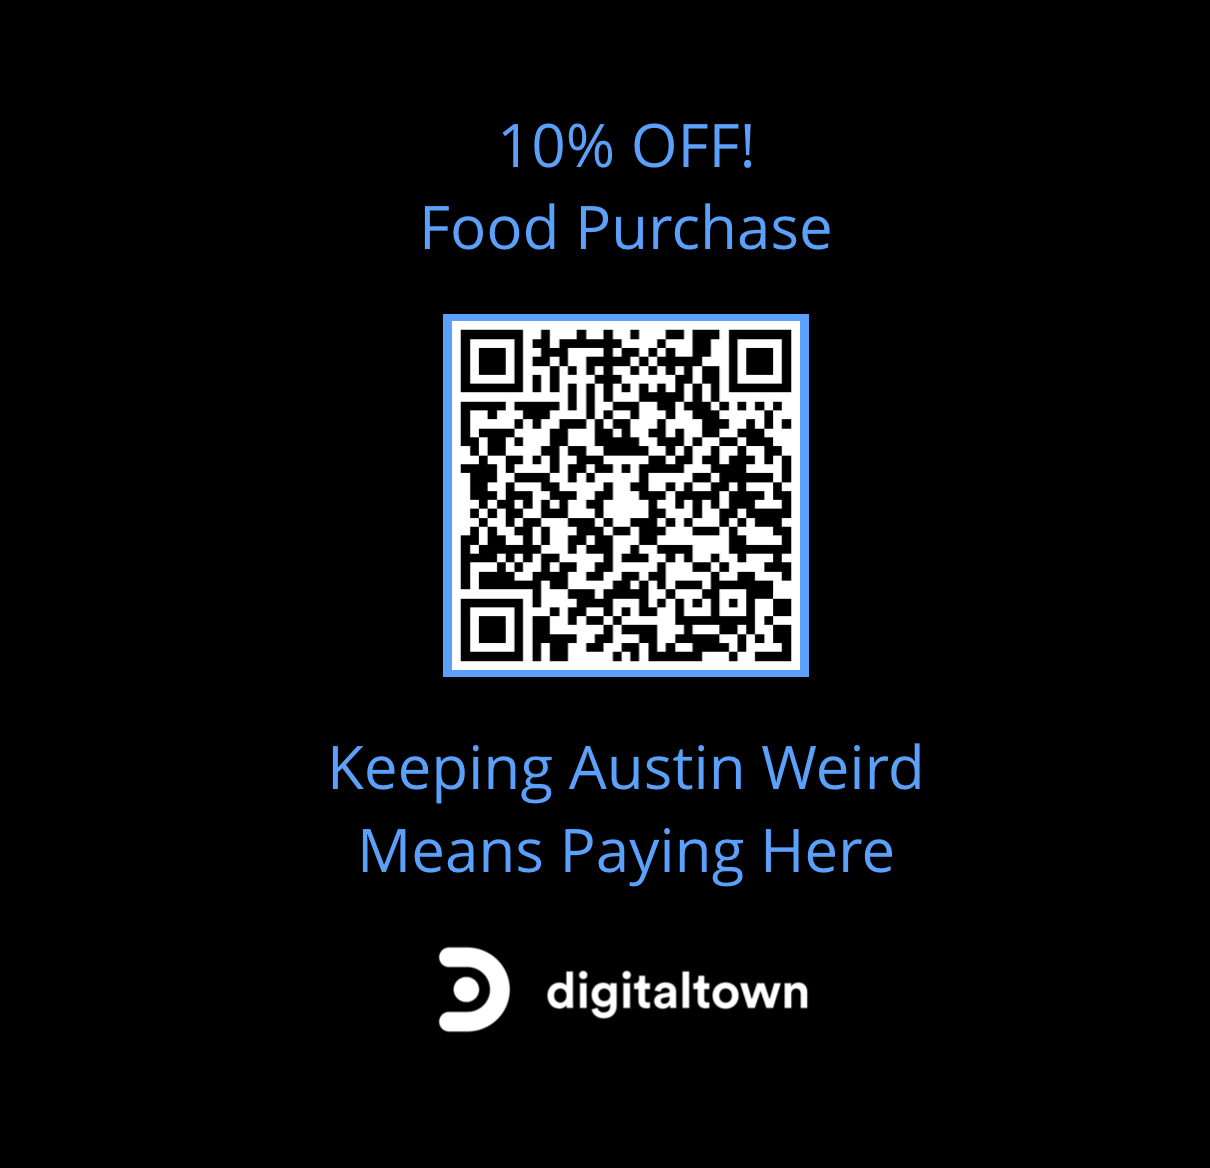 10% OFF!
Food Purchase
Keeping Austin Weird
Means Paying Here
digitaltown